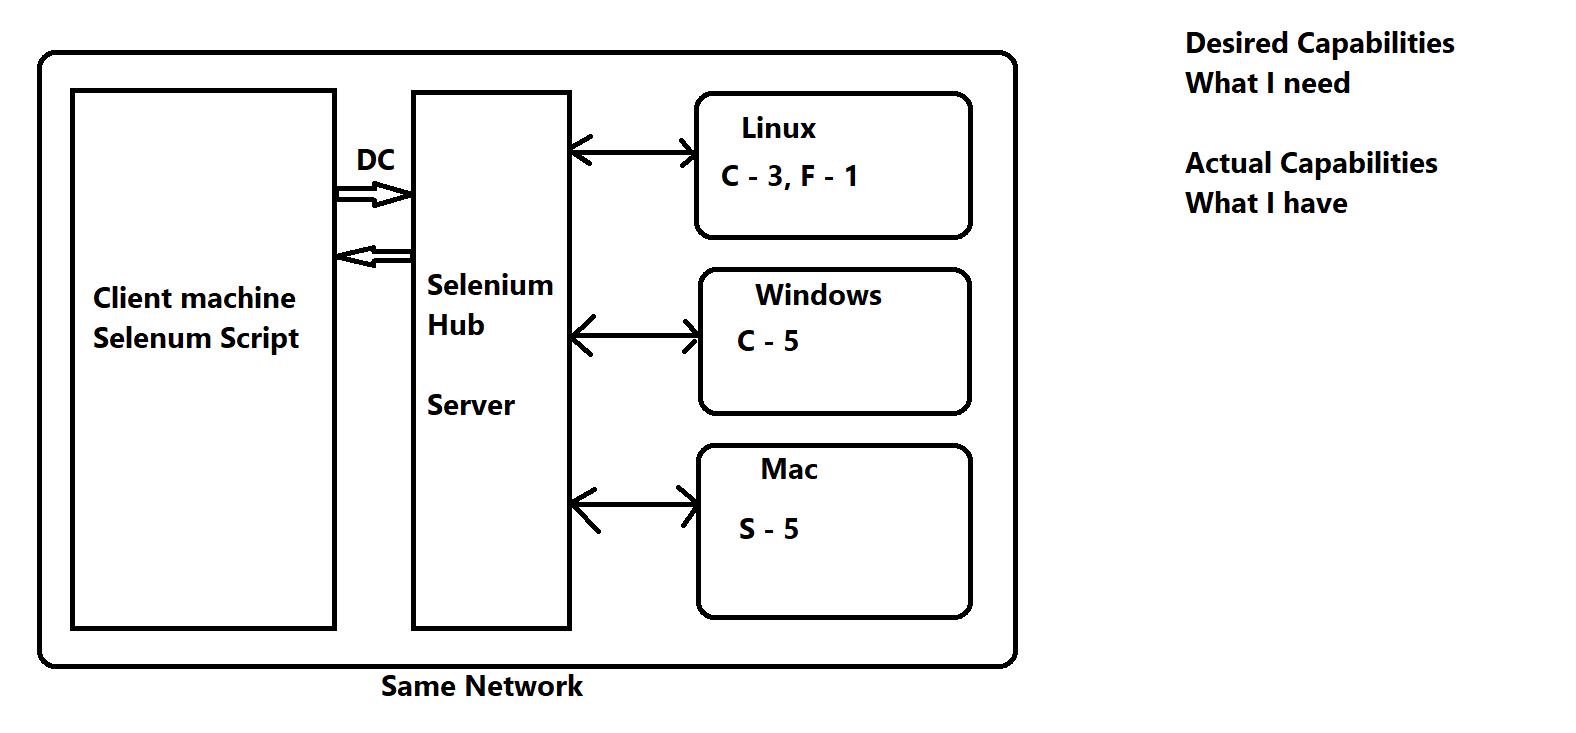 Desired Capabilities
What I need
Actual Capabilities
What I have
Client machine
Selenum Script
DC
Selenium
Hub
Server
Linux
C - 3, F - 1
Windows
C - 5
Mac
S - 5
Same Network